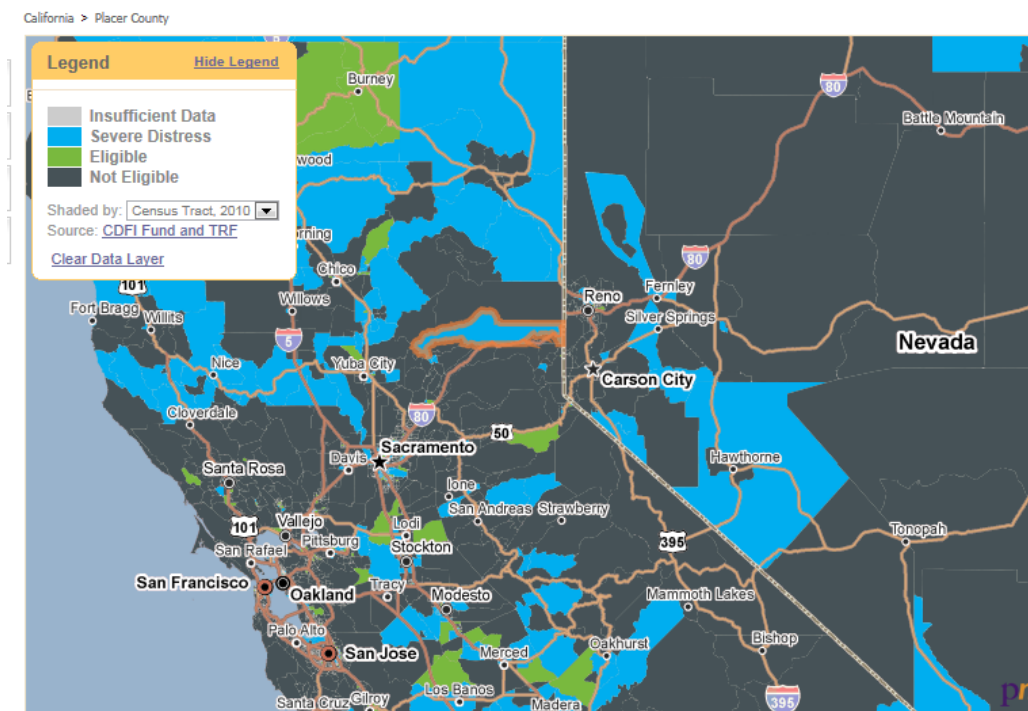 California > Placer County
Legend
Hide Legend
Insufficient Data
Severe Distress
Eligible
Not Eligible
Shaded by: Census Tract, 2010
Source: CDFI Fund and TRF
Clear Data Layer
Burney
80
Battle Mountain
Chico
80
101
Willows
Reno
Fernley
Fort Bragg
Willits
Silver Springs
5
Nevada
Nice
Yuba City
Carson City
Cloverdale
80
50
Sacramento
Davis
Hawthorne
Santa Rosa
Ione
San Andreas
Strawberry
101
Vallejo
Lodi
Tonopah
Pittsburg
Stockton
395
San Rafael
San Francisco
Oakland
Tracy
Modesto
Mammoth Lakes
Palo Alto
San Jose
Merced
Oakhurst
Bishop
Los Banos
Santa Cruz
Gilroy
Madera
395